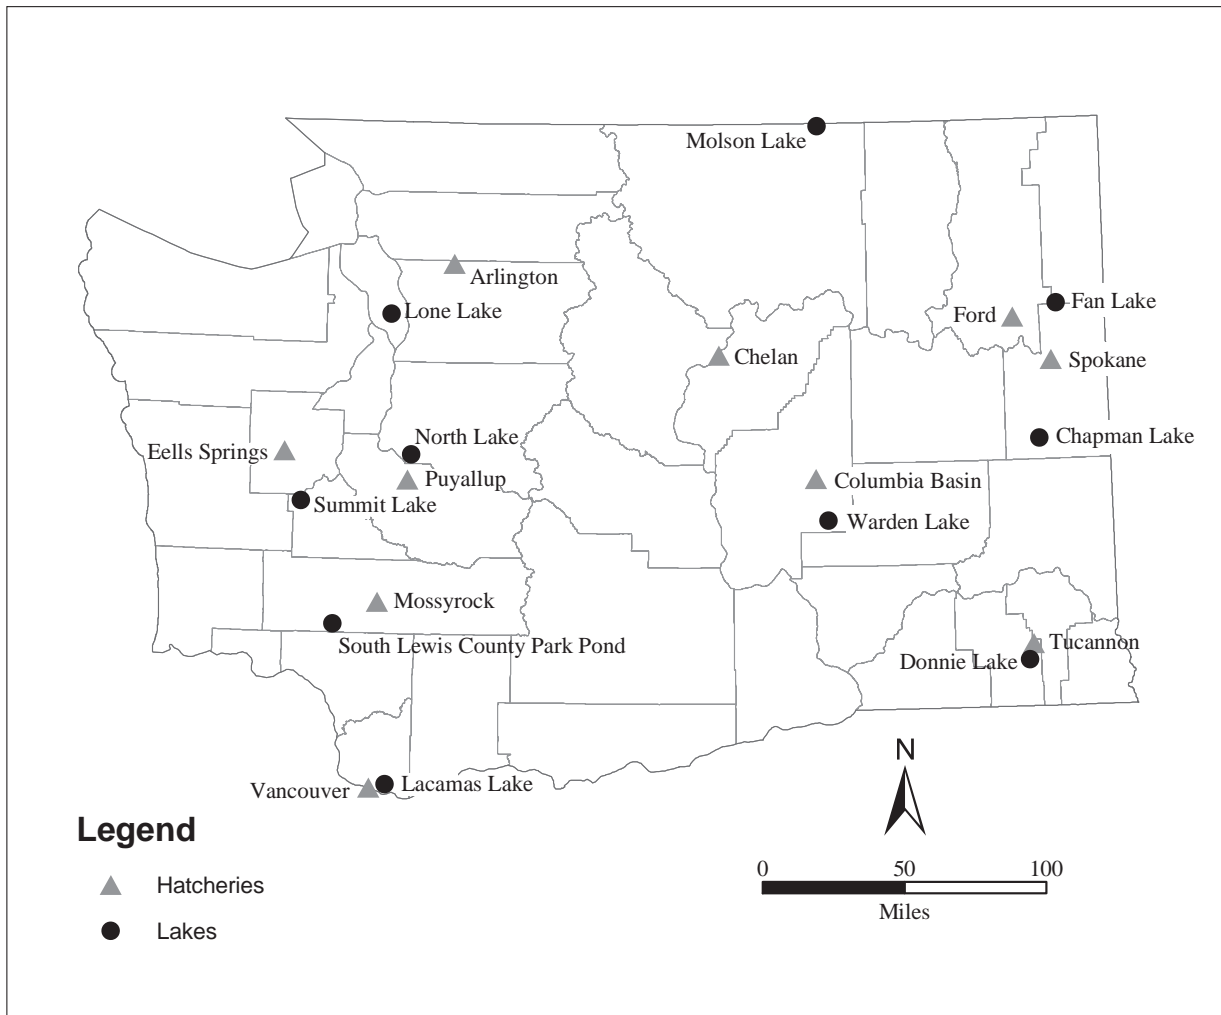 Molson Lake
Arlington
Lone Lake
Fan Lake
Ford
Chelan
Spokane
North Lake
Chapman Lake
Eells Springs
Puyallup
Columbia Basin
Summit Lake
Warden Lake
Mossyrock
South Lewis County Park Pond
Tucannon
Donnie Lake
N
Vancouver
Lacamas Lake
Legend
Hatcheries
Lakes
0 50 100
Miles